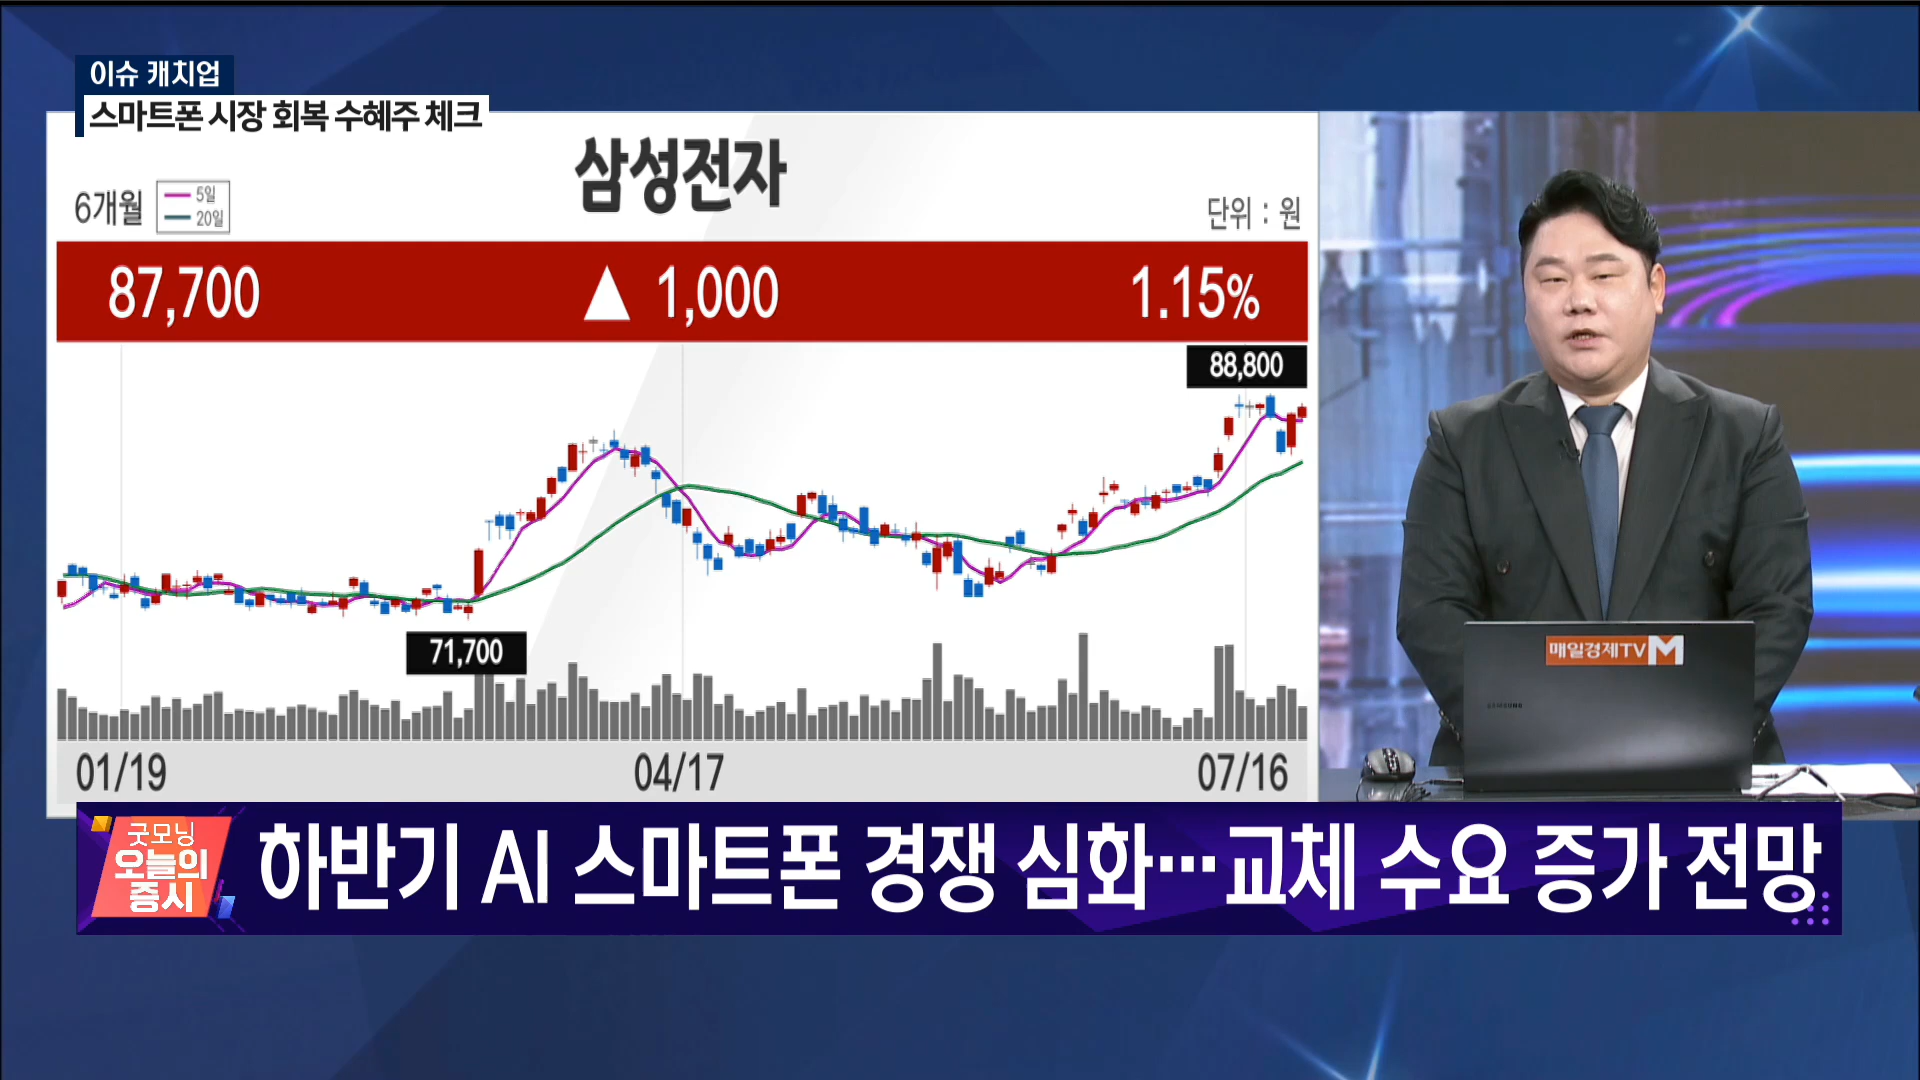 이슈 캐치업
스마트폰 시장 회복 수혜주 체크
삼성전자
6개월
5일
20일
단위 : 원
87,700 ▲ 1,000 1.15%
88,800
71,700
01/19 04/17 07/16
매일경제TV M
SAMSUNG
굿모닝
오늘의
증시
하반기 AI 스마트폰 경쟁 심화…교체 수요 증가 전망